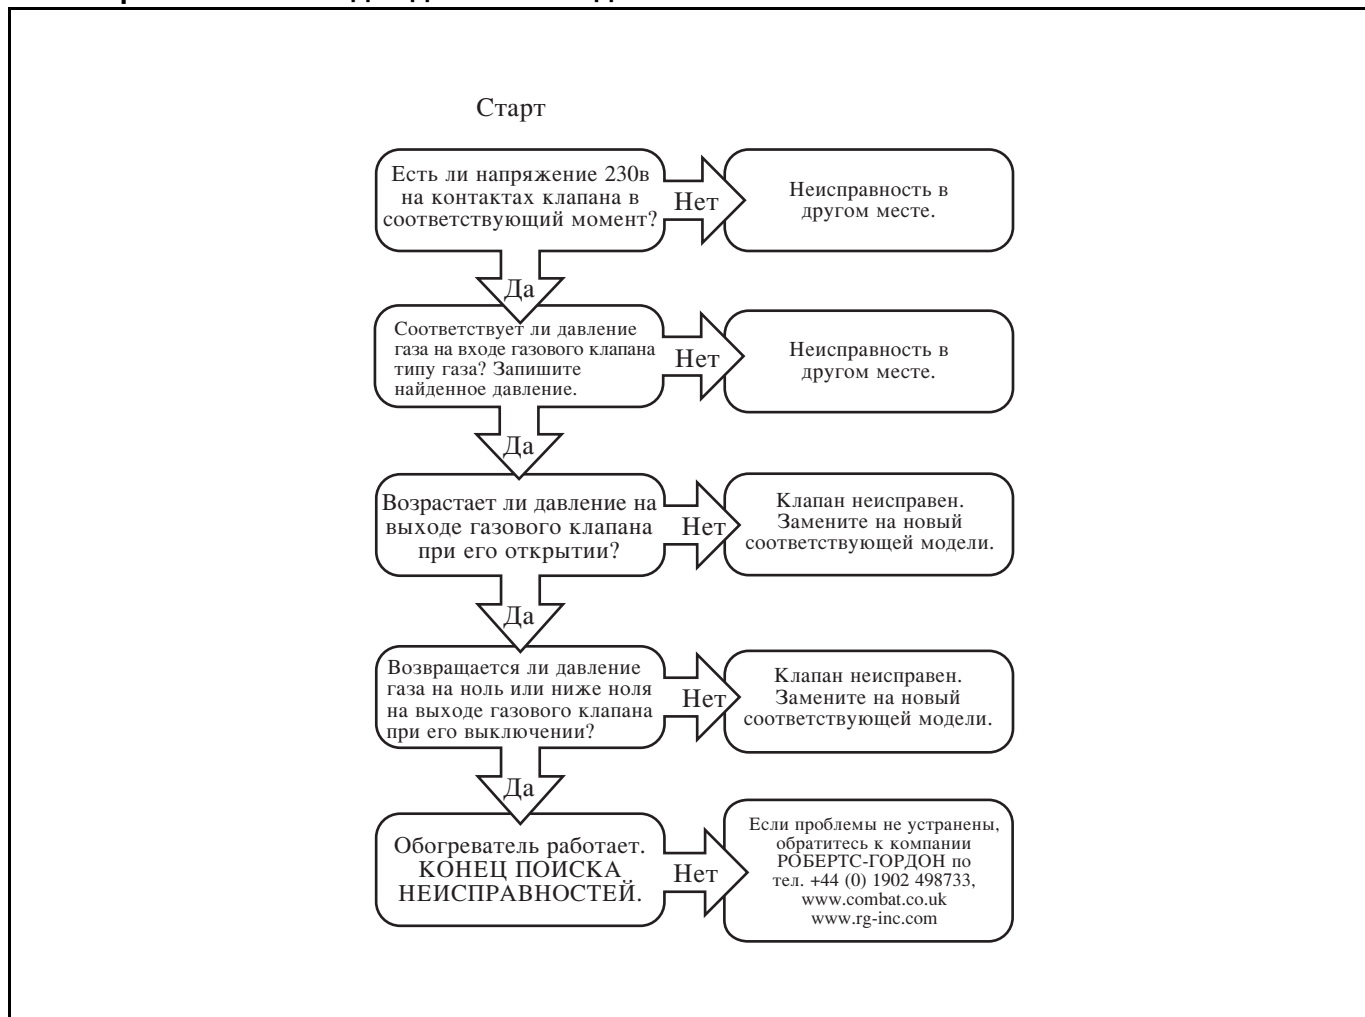 Старт
Есть ли напряжение 230в
на контактах клапана в
соответствующий момент?
Нет
Неисправность в
другом месте.
Да
Соответствует ли давление
газа на входе газового клапана
типу газа? Запишите
найденное давление.
Нет
Неисправность в
другом месте.
Да
Возрастает ли давление на
выходе газового клапана
при его открытии?
Нет
Клапан неисправен.
Замените на новый
соответствующей модели.
Да
Возвращается ли давление
газа на ноль или ниже ноля
на выходе газового клапана
при его выключении?
Нет
Клапан неисправен.
Замените на новый
соответствующей модели.
Да
Обогреватель работает.
КОНЕЦ ПОИСКА
НЕИСПРАВНОСТЕЙ.
Нет
Если проблемы не устранены,
обратитесь к компании
РОБЕРТС-ГОРДОН по
тел. +44 (0) 1902 498733,
www.combat.co.uk
www.rg-inc.com